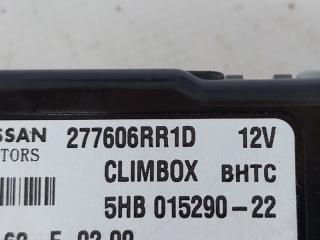 SSAN 277606RR1D 12V
TORS CLIMBOX BHTC
5HB 015290-22